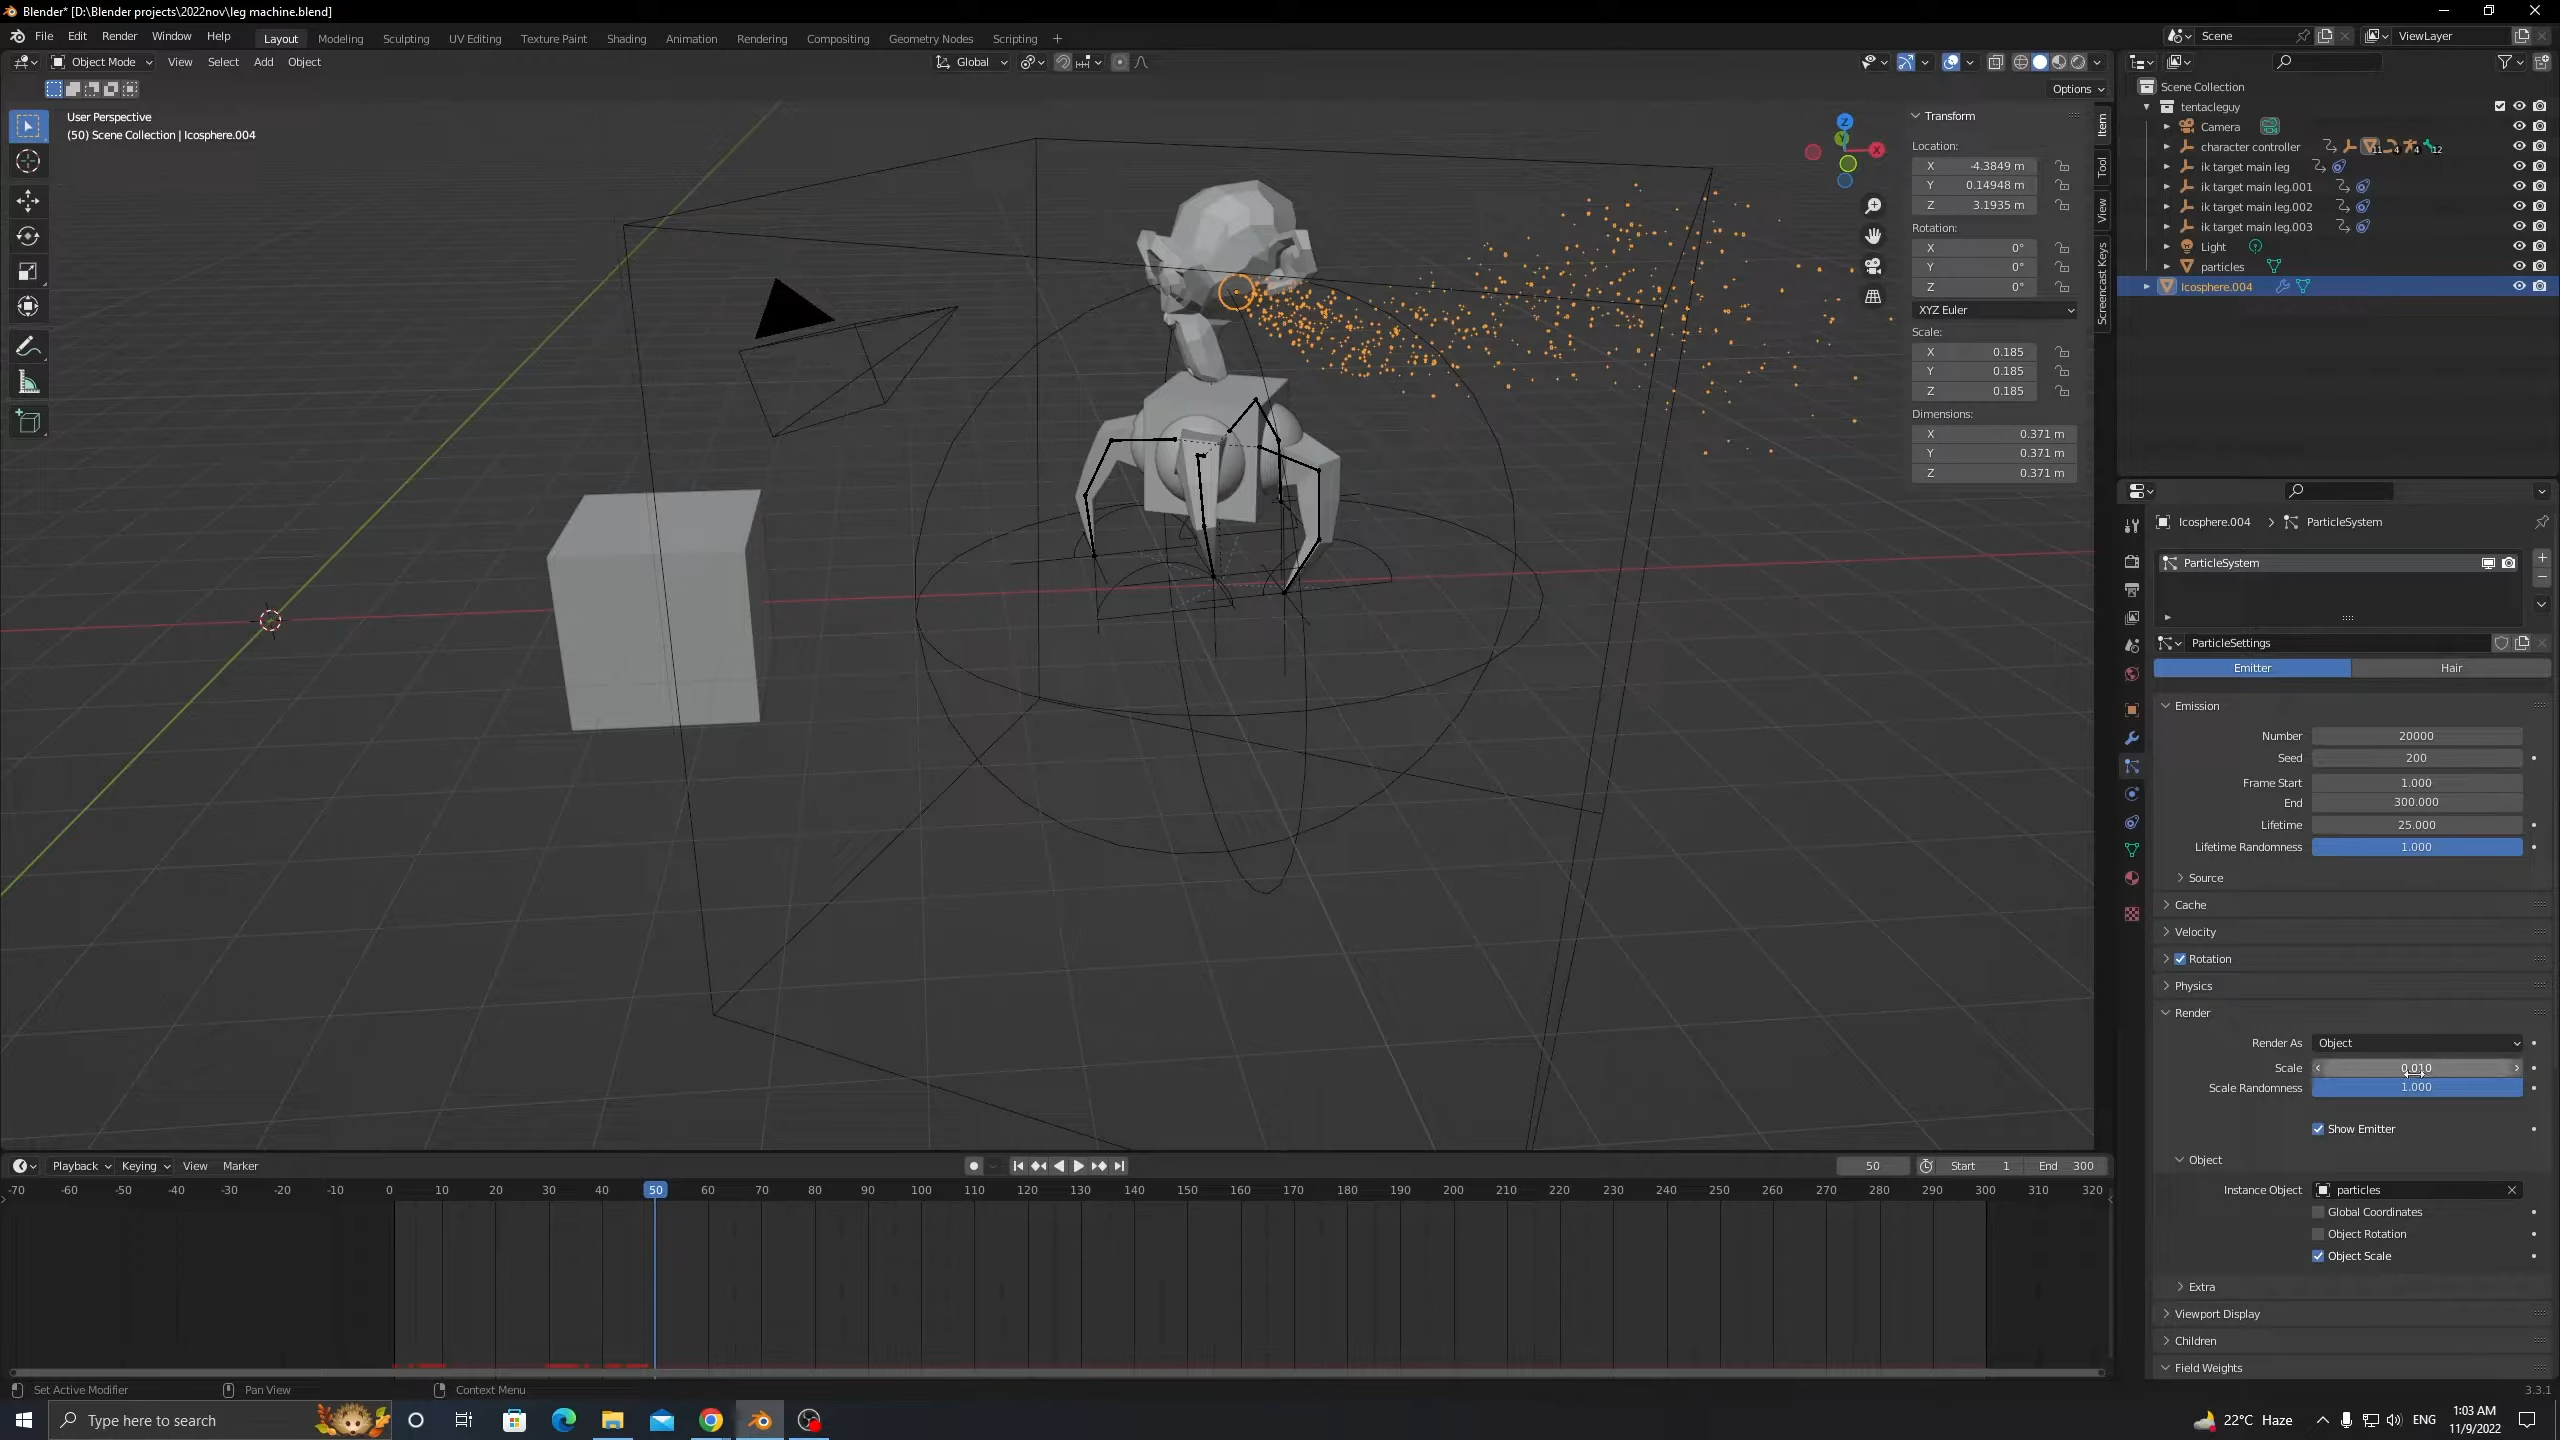 Blender* [D:\Blender projects\2022nov\leg machine.blend]
File Edit Render Window Help Layout Modeling Sculpting UV Editing Texture Paint Shading Animation Rendering Compositing Geometry Nodes Scripting + Scene ViewLayer
Object Mode View Select Add Object Global
Options
User Perspective
(50) Scene Collection | Icosphere.004
Transform
Location:
X -4.3849 m
Y 0.14948 m
Z 3.1935 m
Rotation:
X 0°
Y 0°
Z 0°
XYZ Euler
Scale:
X 0.185
Y 0.185
Z 0.185
Dimensions:
X 0.371 m
Y 0.371 m
Z 0.371 m
Item
Tool
View
Screencast Keys
Z
Y
X
Scene Collection
tentacleguy
Camera
character controller 11 4 4 12
ik target main leg
ik target main leg.001
ik target main leg.002
ik target main leg.003
Light
particles
Icosphere.004
Icosphere.004 > ParticleSystem
ParticleSystem
ParticleSettings
Emitter Hair
Emission
Number 20000
Seed 200
Frame Start 1.000
End 300.000
Lifetime 25.000
Lifetime Randomness 1.000
Source
Cache
Velocity
Rotation
Physics
Render
Render As Object
Scale 0.010
Scale Randomness 1.000
Show Emitter
Object
Instance Object particles
Global Coordinates
Object Rotation
Object Scale
Extra
Viewport Display
Children
Field Weights
Playback Keying View Marker 50 Start 1 End 300
-70 -60 -50 -40 -30 -20 -10 0 10 20 30 40 50 60 70 80 90 100 110 120 130 140 150 160 170 180 190 200 210 220 230 240 250 260 270 280 290 300 310 320
Set Active Modifier Pan View Context Menu 3.3.1
Type here to search 22°C Haze ENG 1:03 AM
11/9/2022